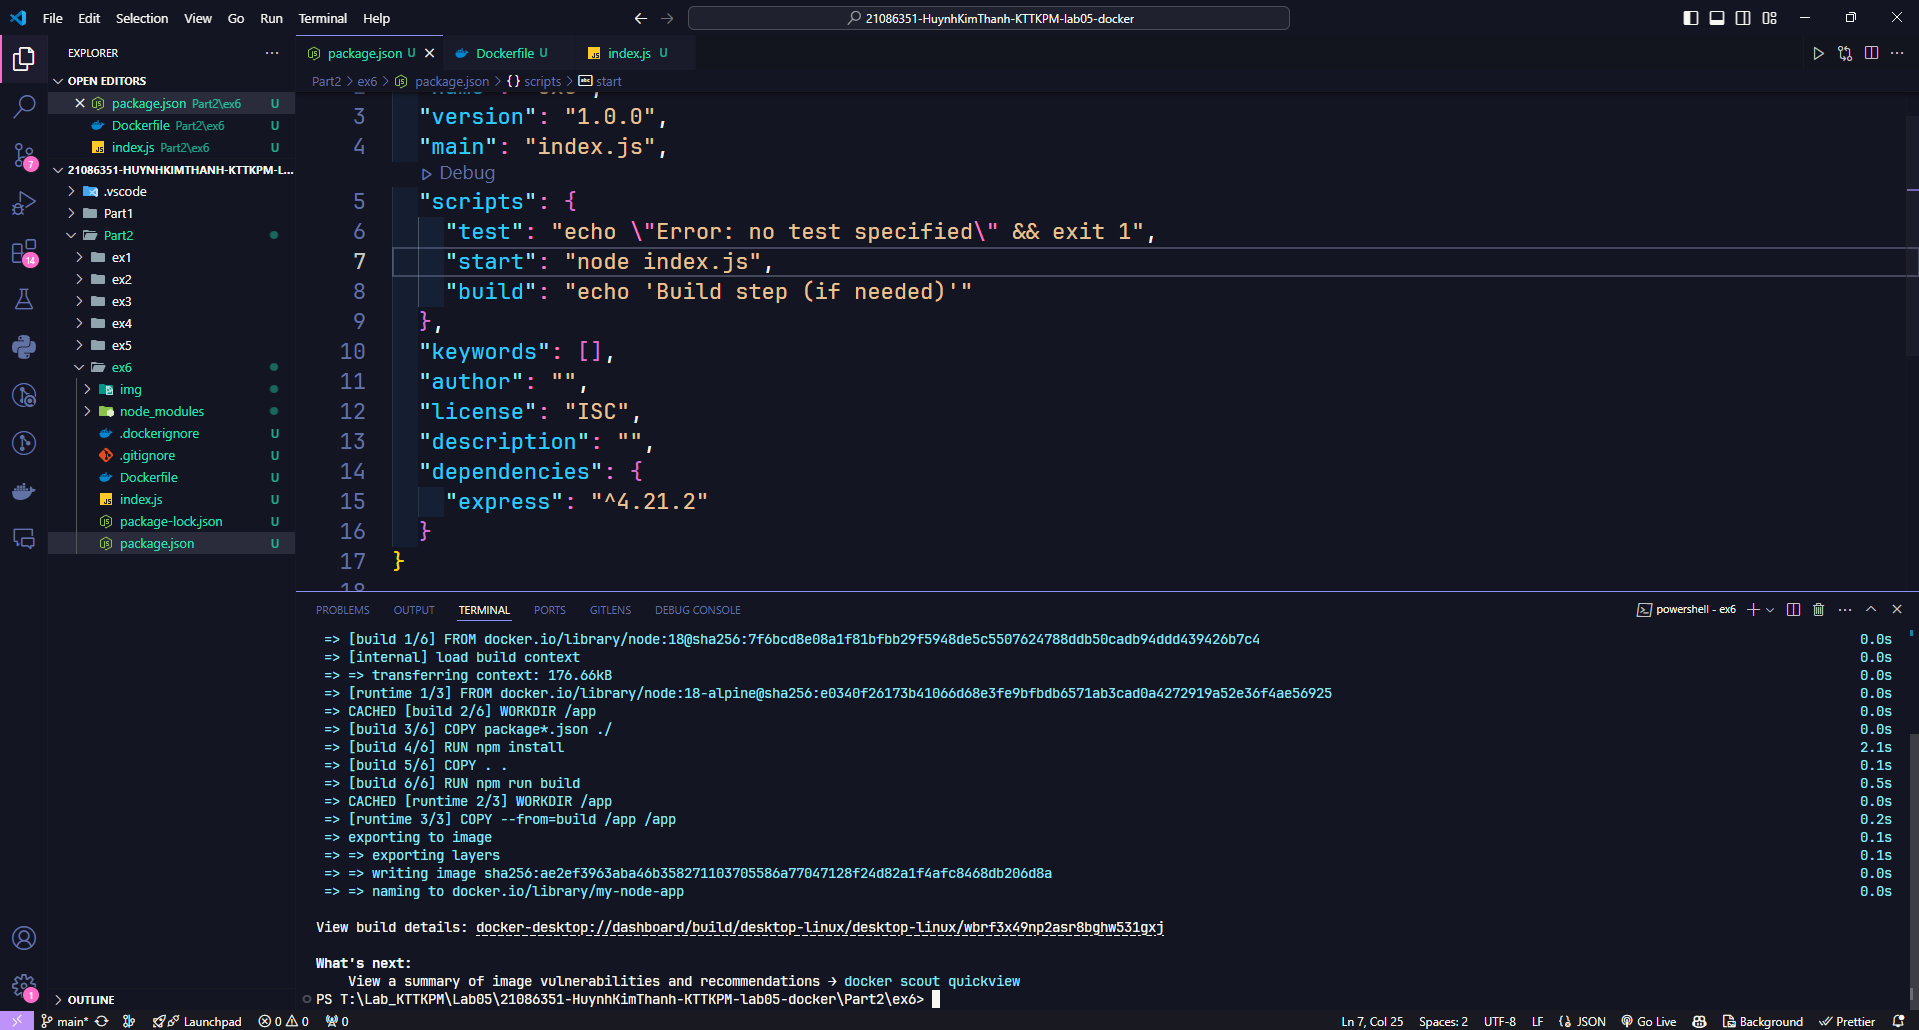 File Edit Selection View Go Run Terminal Help
21086351-HuynhKimThanh-KTTKPM-lab05-docker
EXPLORER
OPEN EDITORS
package.json Part2\ex6 U
Dockerfile Part2\ex6 U
index.js Part2\ex6 U
21086351-HUYNHKIMTHANH-KTTKPM-L...
.vscode
Part1
Part2
ex1
ex2
ex3
ex4
ex5
ex6
img
node_modules
.dockerignore U
.gitignore U
Dockerfile U
index.js U
package-lock.json U
package.json U
OUTLINE
7
14
1
package.json U
Dockerfile U
index.js U
Part2 > ex6 > package.json > {} scripts > abc start
3 "version": "1.0.0",
4 "main": "index.js",
Debug
5 "scripts": {
6 "test": "echo \"Error: no test specified\" && exit 1",
7 "start": "node index.js",
8 "build": "echo 'Build step (if needed)'"
9 },
10 "keywords": [],
11 "author": "",
12 "license": "ISC",
13 "description": "",
14 "dependencies": {
15 "express": "^4.21.2"
16 }
17 }
18
PROBLEMS OUTPUT TERMINAL PORTS GITLENS DEBUG CONSOLE
powershell - ex6
=> [build 1/6] FROM docker.io/library/node:18@sha256:7f6bcd8e08a1f81bfbb29f5948de5c5507624788ddb50cadb94ddd439426b7c4 0.0s
=> [internal] load build context 0.0s
=> => transferring context: 176.66kB 0.0s
=> [runtime 1/3] FROM docker.io/library/node:18-alpine@sha256:e0340f26173b41066d68e3fe9bfbdb6571ab3cad0a4272919a52e36f4ae56925 0.0s
=> CACHED [build 2/6] WORKDIR /app 0.0s
=> [build 3/6] COPY package*.json ./ 0.0s
=> [build 4/6] RUN npm install 2.1s
=> [build 5/6] COPY . . 0.1s
=> [build 6/6] RUN npm run build 0.5s
=> CACHED [runtime 2/3] WORKDIR /app 0.0s
=> [runtime 3/3] COPY --from=build /app /app 0.2s
=> exporting to image 0.1s
=> => exporting layers 0.1s
=> => writing image sha256:ae2ef3963aba46b358271103705586a77047128f24d82a1f4afc8468db206d8a 0.0s
=> => naming to docker.io/library/my-node-app 0.0s
View build details: docker-desktop://dashboard/build/desktop-linux/desktop-linux/wbrf3x49np2asr8bghw531gxj
What's next:
View a summary of image vulnerabilities and recommendations → docker scout quickview
PS T:\Lab_KTTKPM\Lab05\21086351-HuynhKimThanh-KTTKPM-lab05-docker\Part2\ex6>
main* Launchpad 0 0 0
Ln 7, Col 25 Spaces: 2 UTF-8 LF {} JSON Go Live Background Prettier